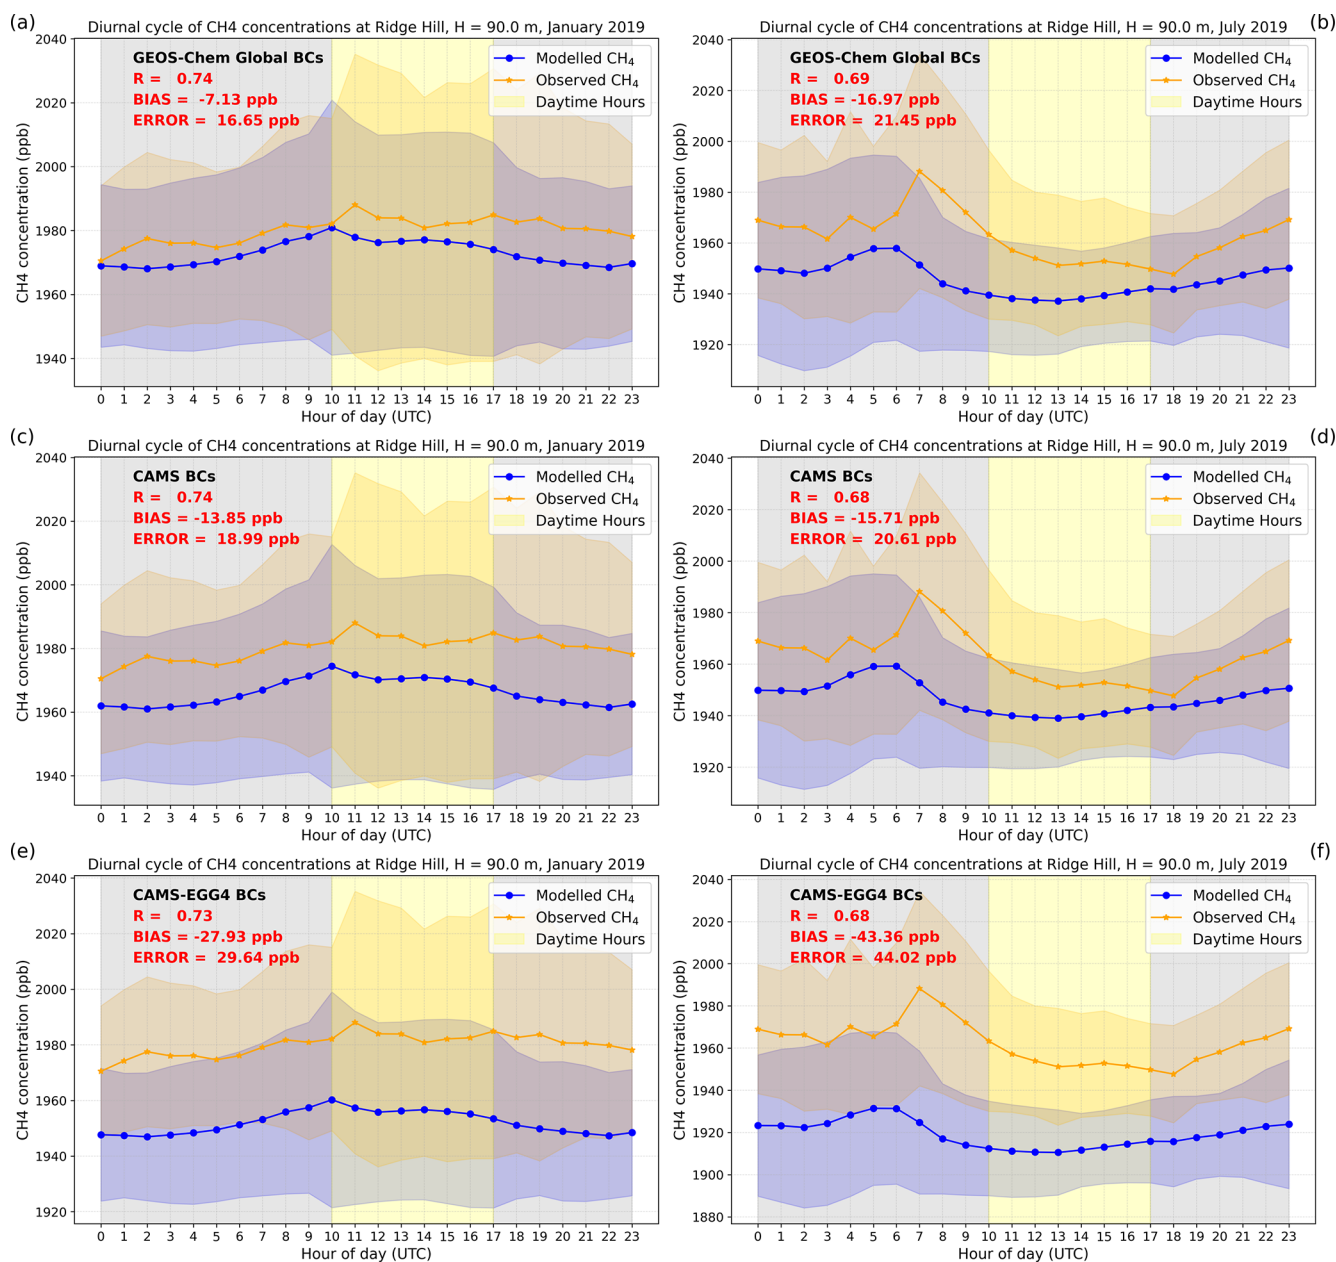 (a)
Diurnal cycle of CH4 concentrations at Ridge Hill, H = 90.0 m, January 2019
GEOS-Chem Global BCs
R = 0.74
BIAS = -7.13 ppb
ERROR = 16.65 ppb
Modelled CH₄
Observed CH₄
Daytime Hours
CH4 concentration (ppb)
2040
2020
2000
1980
1960
1940
0 1 2 3 4 5 6 7 8 9 10 11 12 13 14 15 16 17 18 19 20 21 22 23
Hour of day (UTC)
(b)
Diurnal cycle of CH4 concentrations at Ridge Hill, H = 90.0 m, July 2019
GEOS-Chem Global BCs
R = 0.69
BIAS = -16.97 ppb
ERROR = 21.45 ppb
Modelled CH₄
Observed CH₄
Daytime Hours
CH4 concentration (ppb)
2040
2020
2000
1980
1960
1940
1920
0 1 2 3 4 5 6 7 8 9 10 11 12 13 14 15 16 17 18 19 20 21 22 23
Hour of day (UTC)
(c)
Diurnal cycle of CH4 concentrations at Ridge Hill, H = 90.0 m, January 2019
CAMS BCs
R = 0.74
BIAS = -13.85 ppb
ERROR = 18.99 ppb
Modelled CH₄
Observed CH₄
Daytime Hours
CH4 concentration (ppb)
2040
2020
2000
1980
1960
1940
0 1 2 3 4 5 6 7 8 9 10 11 12 13 14 15 16 17 18 19 20 21 22 23
Hour of day (UTC)
(d)
Diurnal cycle of CH4 concentrations at Ridge Hill, H = 90.0 m, July 2019
CAMS BCs
R = 0.68
BIAS = -15.71 ppb
ERROR = 20.61 ppb
Modelled CH₄
Observed CH₄
Daytime Hours
CH4 concentration (ppb)
2040
2020
2000
1980
1960
1940
1920
0 1 2 3 4 5 6 7 8 9 10 11 12 13 14 15 16 17 18 19 20 21 22 23
Hour of day (UTC)
(e)
Diurnal cycle of CH4 concentrations at Ridge Hill, H = 90.0 m, January 2019
CAMS-EGG4 BCs
R = 0.73
BIAS = -27.93 ppb
ERROR = 29.64 ppb
Modelled CH₄
Observed CH₄
Daytime Hours
CH4 concentration (ppb)
2040
2020
2000
1980
1960
1940
1920
0 1 2 3 4 5 6 7 8 9 10 11 12 13 14 15 16 17 18 19 20 21 22 23
Hour of day (UTC)
(f)
Diurnal cycle of CH4 concentrations at Ridge Hill, H = 90.0 m, July 2019
CAMS-EGG4 BCs
R = 0.68
BIAS = -43.36 ppb
ERROR = 44.02 ppb
Modelled CH₄
Observed CH₄
Daytime Hours
CH4 concentration (ppb)
2040
2020
2000
1980
1960
1940
1920
1900
1880
0 1 2 3 4 5 6 7 8 9 10 11 12 13 14 15 16 17 18 19 20 21 22 23
Hour of day (UTC)